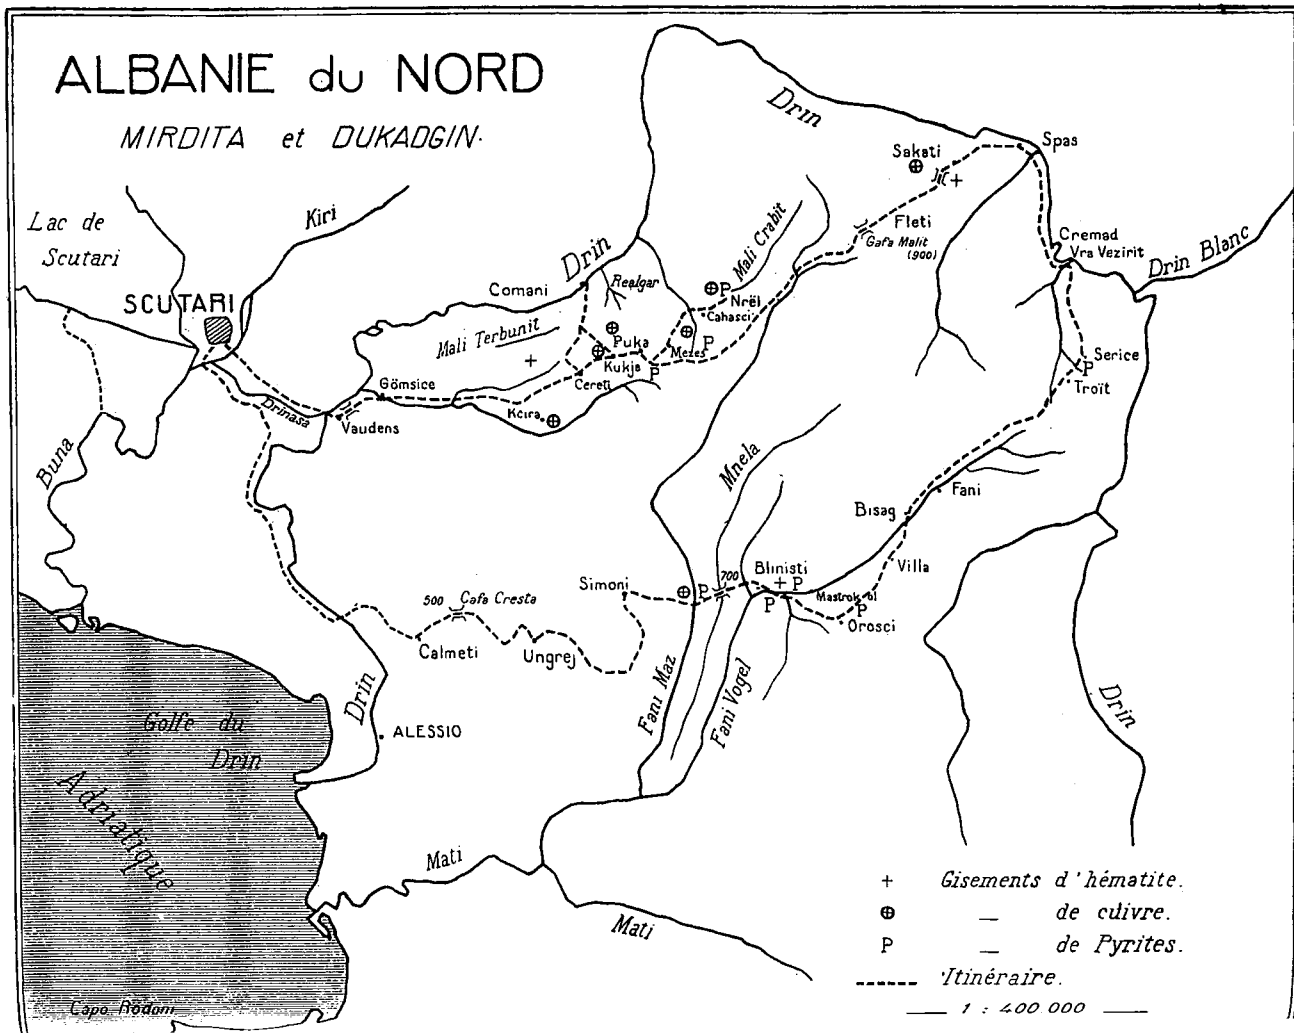 ALBANIE du NORD
MIRDITA et DUKADGIN.
Drin
Spas
Sakati
+
Lac de
Scutari
Kiri
Fleti
Gafa Malit
(900)
Cremad
Vra Vezirit
Drin Blanc
SCUTARI
Drin
Comani
Realgar
Mali Crabit
P
Nrël
Cahasci
Mali Terbunit
+
Puka
Kukje
Mezes
P
P
Cereti
Gömsice
Kcira
Drinasa
Vaudens
Serice
P
Troït
Buna
Mnela
Fani
Bisag
Villa
Simoni
P
700
Blinisti
+ P
P
Mastrok ol
P
Orosci
500 Cafa Cresta
Calmeti
Ungrej
Fani Maz
Fani Vogel
Drin
Drin
ALESSIO
Golfe du
Drin
Adriatique
Mati
Mati
Capo Rodoni
+ Gisements d'hématite.
⊕ — de cuivre.
P — de Pyrites.
------ Itinéraire.
— 1 : 400 000 —